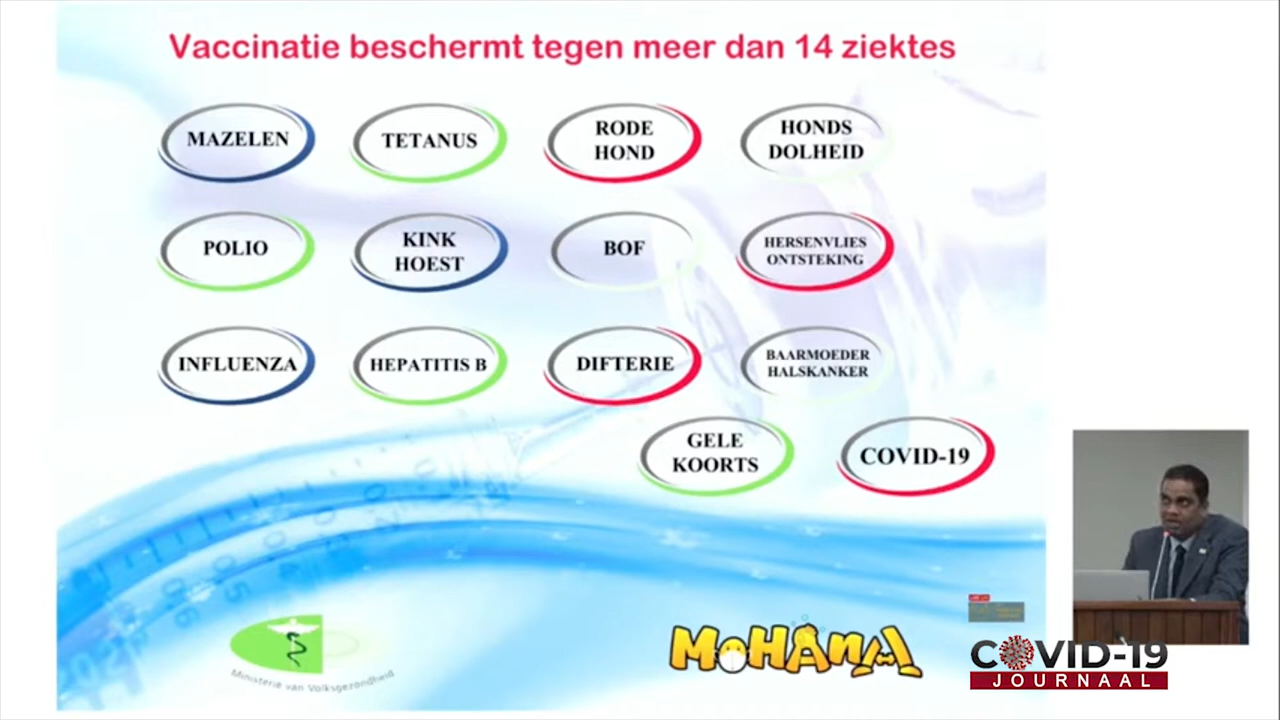 Vaccinatie beschermt tegen meer dan 14 ziektes
MAZELEN
TETANUS
RODE
HOND
HONDS
DOLHEID
POLIO
KINK
HOEST
BOF
HERSENVLIES
ONTSTEKING
INFLUENZA
HEPATITIS B
DIFTERIE
BAARMOEDER
HALSKANKER
GELE
KOORTS
COVID-19
Ministerie van Volksgezondheid
MOHANA
COVID-19
JOURNAAL